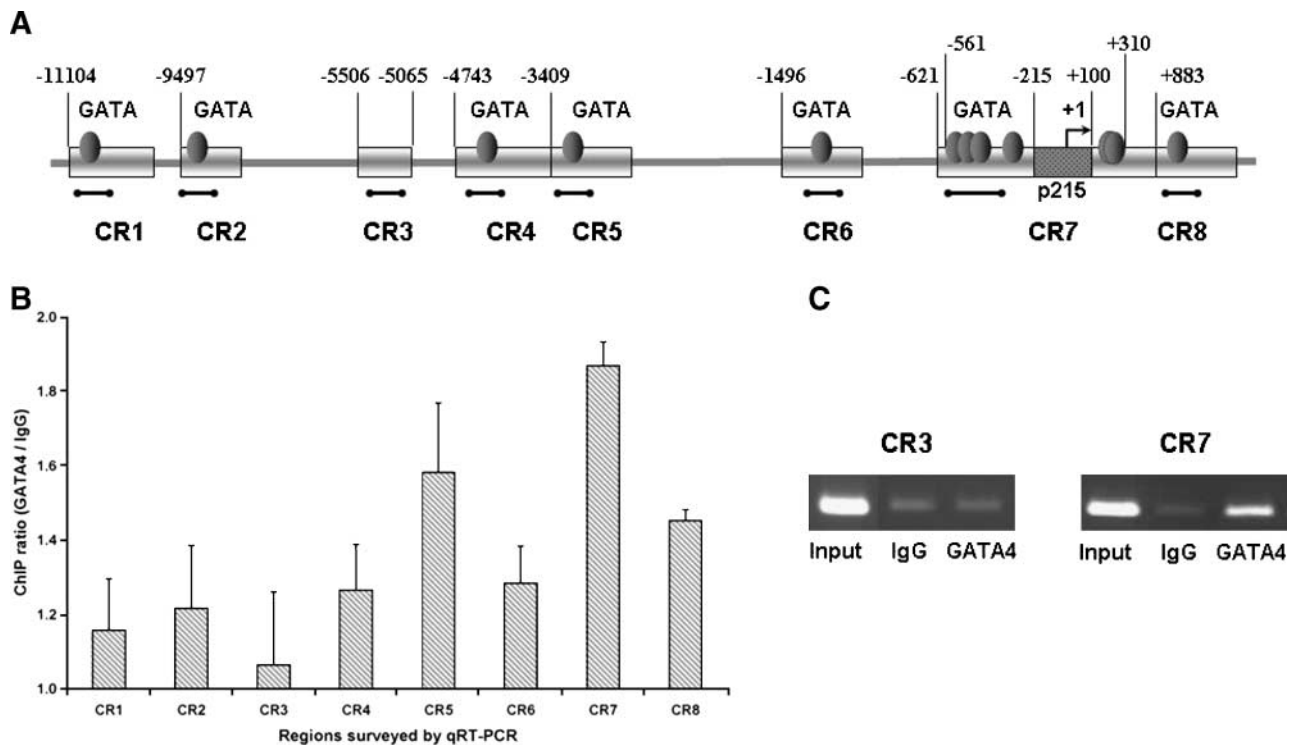 A
-561 +310
-11104 -9497 -5506 -5065 -4743 -3409 -1496 -621 -215 +100 +883
GATA GATA GATA GATA GATA GATA +1 GATA
p215
CR1 CR2 CR3 CR4 CR5 CR6 CR7 CR8
B
2.0
1.8
1.6
1.4
1.2
1.0
ChIP ratio (GATA4 / IgG)
CR1 CR2 CR3 CR4 CR5 CR6 CR7 CR8
Regions surveyed by qRT-PCR
C
CR3 CR7
Input IgG GATA4 Input IgG GATA4